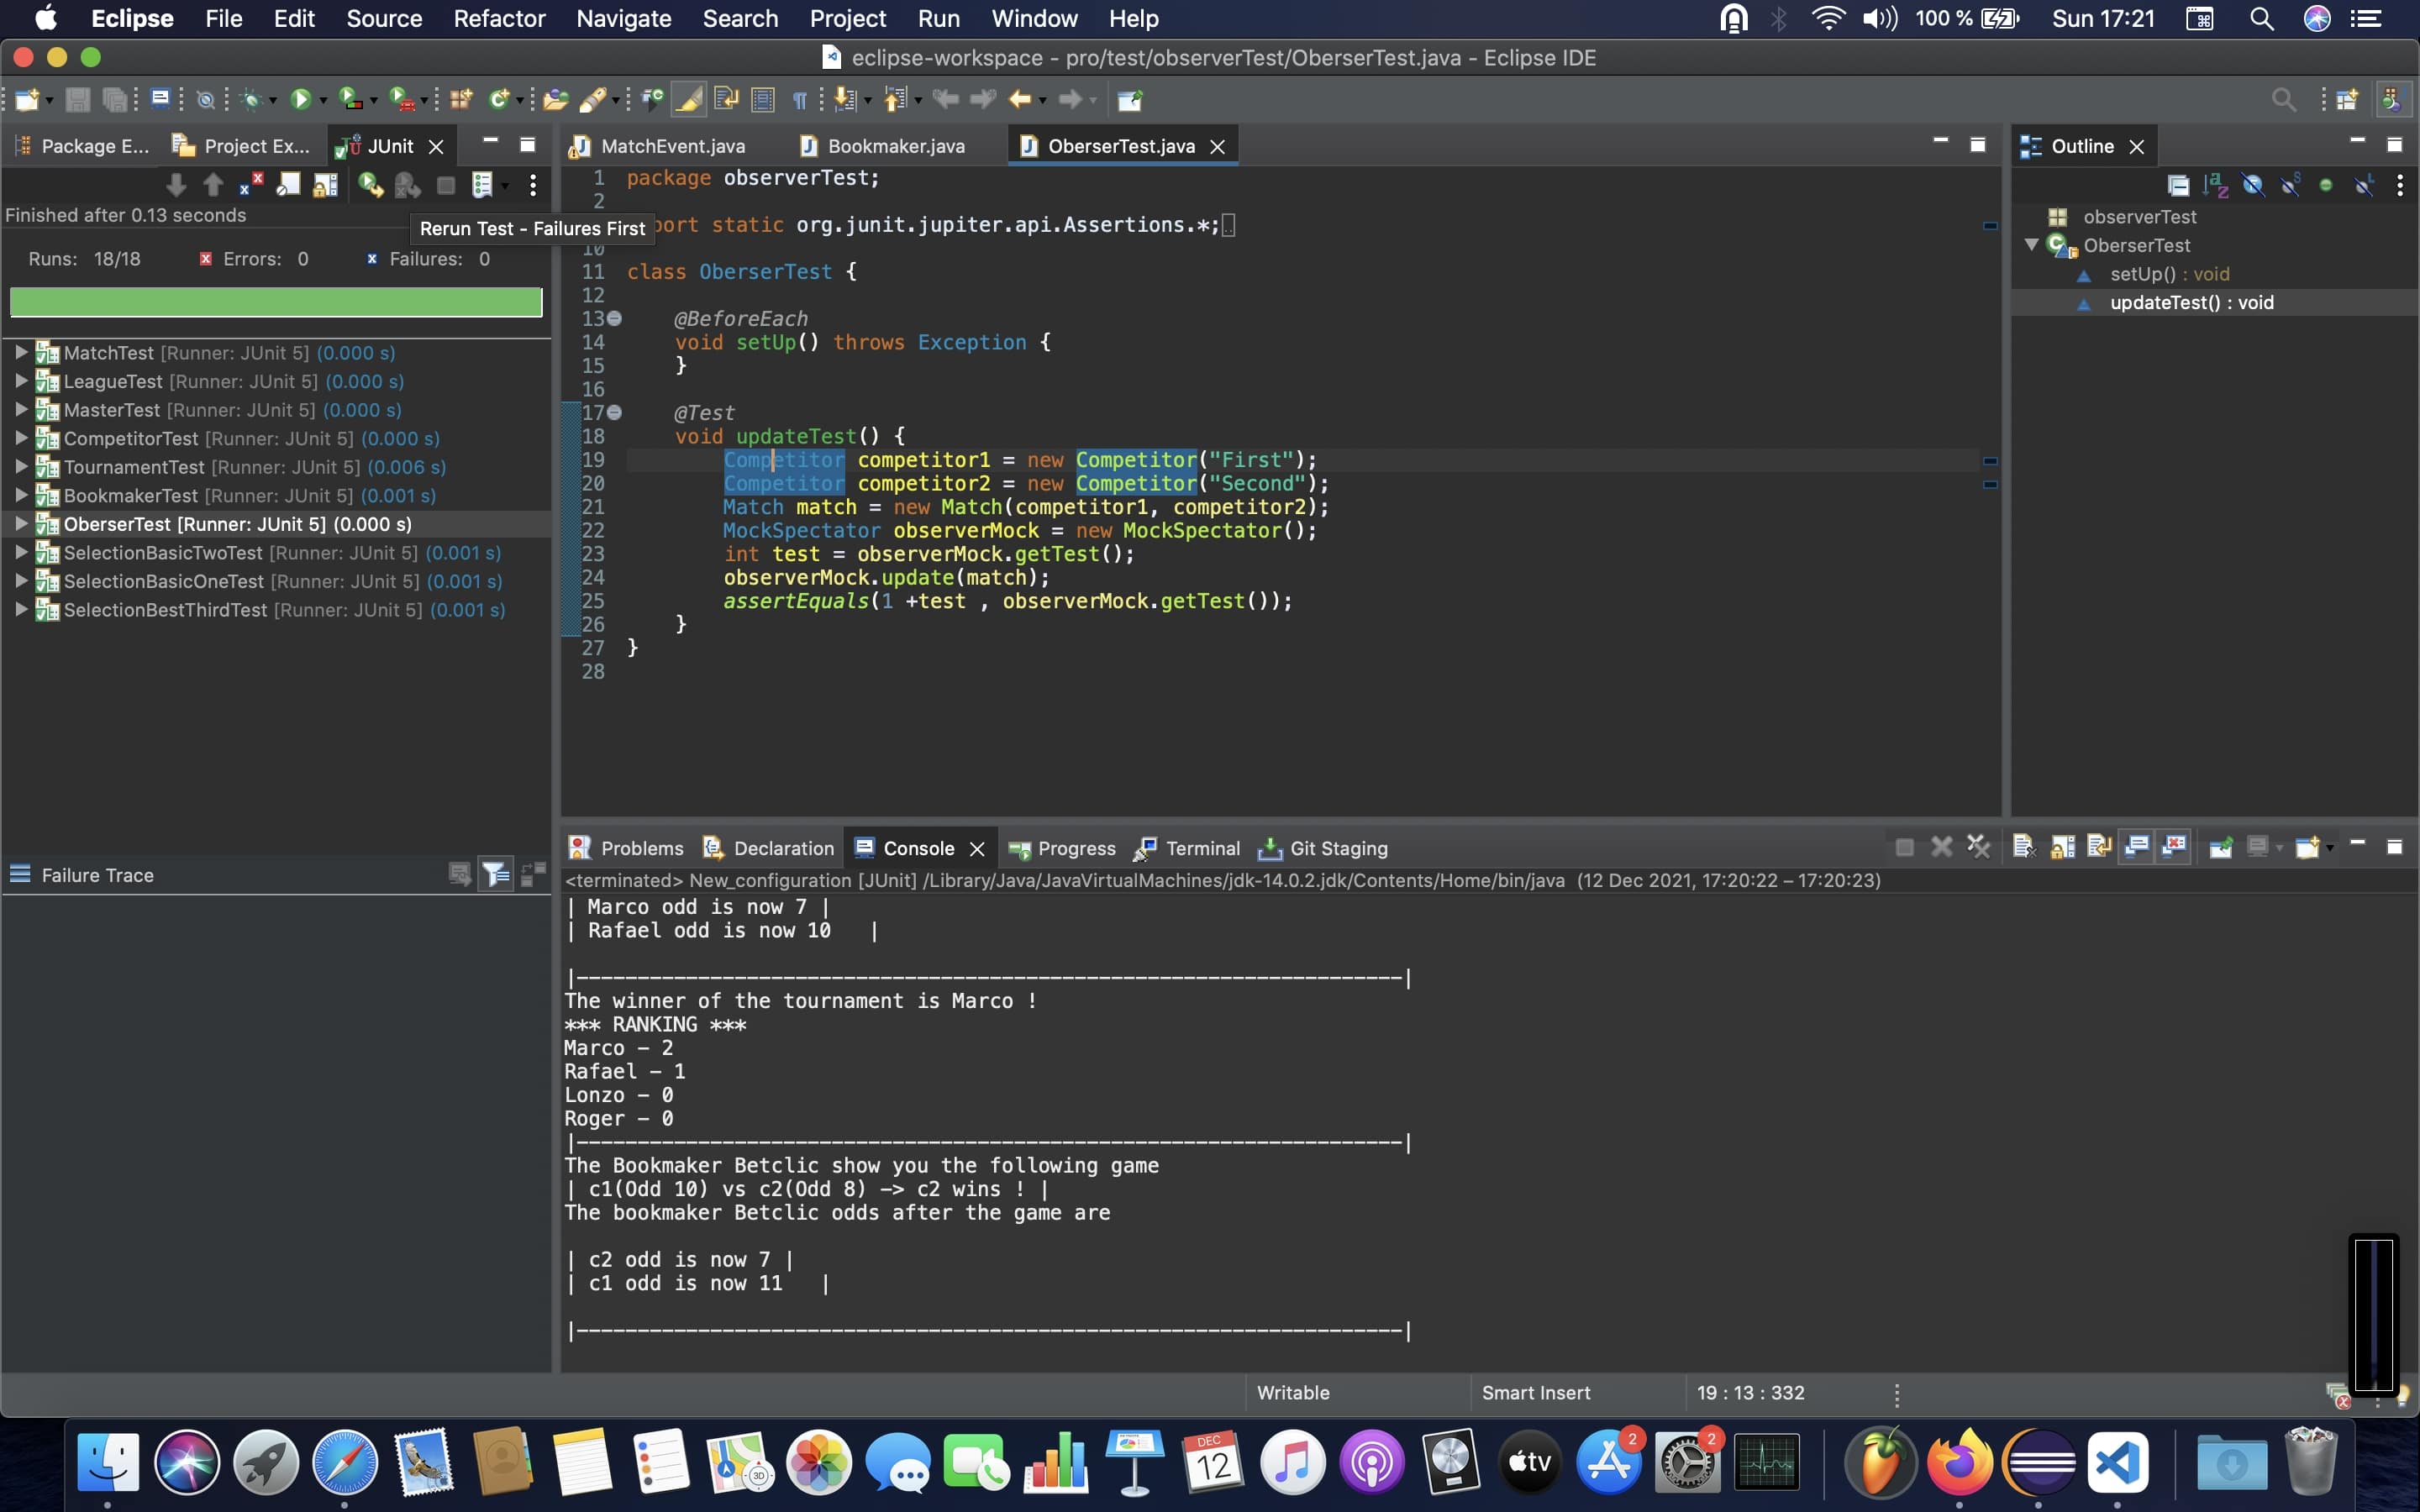 Eclipse File Edit Source Refactor Navigate Search Project Run Window Help 100 % Sun 17:21
eclipse-workspace - pro/test/observerTest/OberserTest.java - Eclipse IDE
Package E... Project Ex... JUnit
Finished after 0.13 seconds
Rerun Test - Failures First
Runs: 18/18 Errors: 0 Failures: 0
MatchTest [Runner: JUnit 5] (0.000 s)
LeagueTest [Runner: JUnit 5] (0.000 s)
MasterTest [Runner: JUnit 5] (0.000 s)
CompetitorTest [Runner: JUnit 5] (0.000 s)
TournamentTest [Runner: JUnit 5] (0.006 s)
BookmakerTest [Runner: JUnit 5] (0.001 s)
OberserTest [Runner: JUnit 5] (0.000 s)
SelectionBasicTwoTest [Runner: JUnit 5] (0.001 s)
SelectionBasicOneTest [Runner: JUnit 5] (0.001 s)
SelectionBestThirdTest [Runner: JUnit 5] (0.001 s)
Failure Trace
MatchEvent.java Bookmaker.java OberserTest.java
1 package observerTest;
2
port static org.junit.jupiter.api.Assertions.*;
10
11 class OberserTest {
12
13 @BeforeEach
14 void setUp() throws Exception {
15 }
16
17 @Test
18 void updateTest() {
19 Competitor competitor1 = new Competitor("First");
20 Competitor competitor2 = new Competitor("Second");
21 Match match = new Match(competitor1, competitor2);
22 MockSpectator observerMock = new MockSpectator();
23 int test = observerMock.getTest();
24 observerMock.update(match);
25 assertEquals(1 +test , observerMock.getTest());
26 }
27 }
28
Outline
observerTest
OberserTest
setUp() : void
updateTest() : void
Problems Declaration Console Progress Terminal Git Staging
<terminated> New_configuration [JUnit] /Library/Java/JavaVirtualMachines/jdk-14.0.2.jdk/Contents/Home/bin/java (12 Dec 2021, 17:20:22 – 17:20:23)
| Marco odd is now 7 |
| Rafael odd is now 10 |
|--------------------------------------------------------------------|
The winner of the tournament is Marco !
*** RANKING ***
Marco - 2
Rafael - 1
Lonzo - 0
Roger - 0
|--------------------------------------------------------------------|
The Bookmaker Betclic show you the following game
| c1(Odd 10) vs c2(Odd 8) -> c2 wins ! |
The bookmaker Betclic odds after the game are
| c2 odd is now 7 |
| c1 odd is now 11 |
|--------------------------------------------------------------------|
Writable Smart Insert 19 : 13 : 332
3D DEC 12 tv 2 2